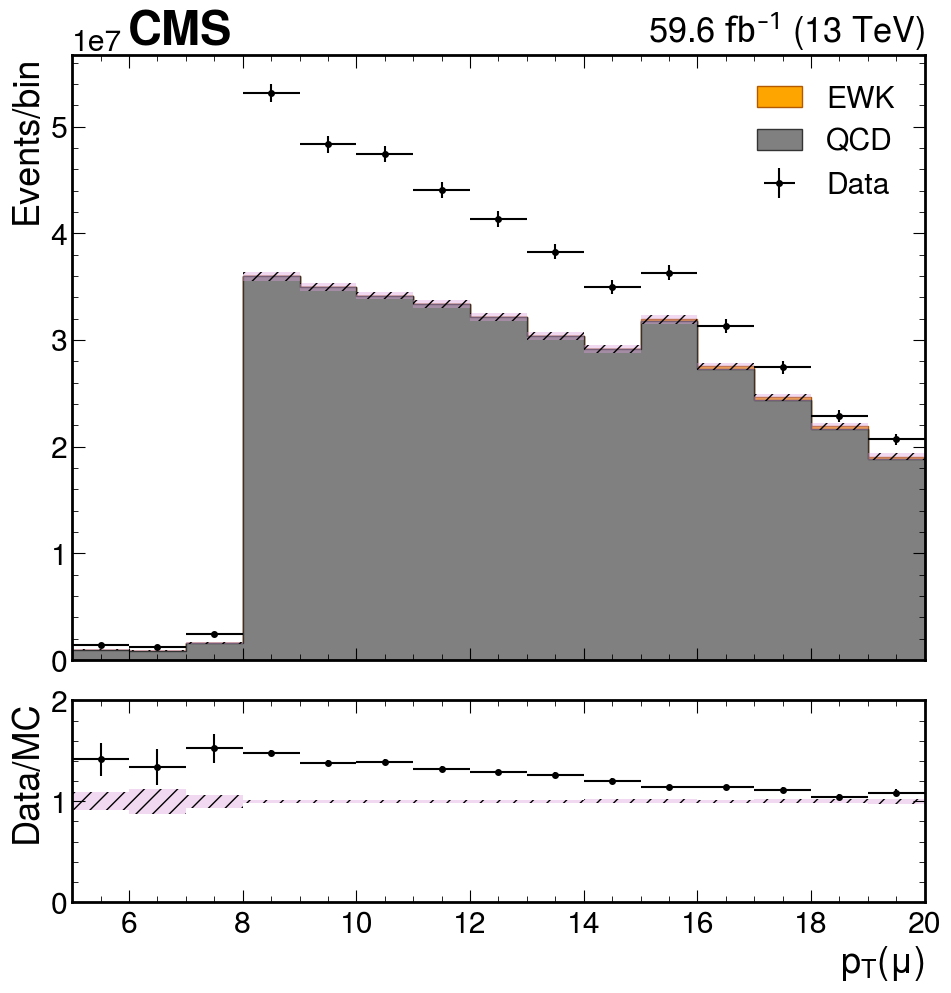 1e7 CMS 59.6 fb⁻¹ (13 TeV)
Events/bin
5
4
3
2
1
0
EWK
QCD
Data
Data/MC
2
1
0
6 8 10 12 14 16 18 20
pT(μ)